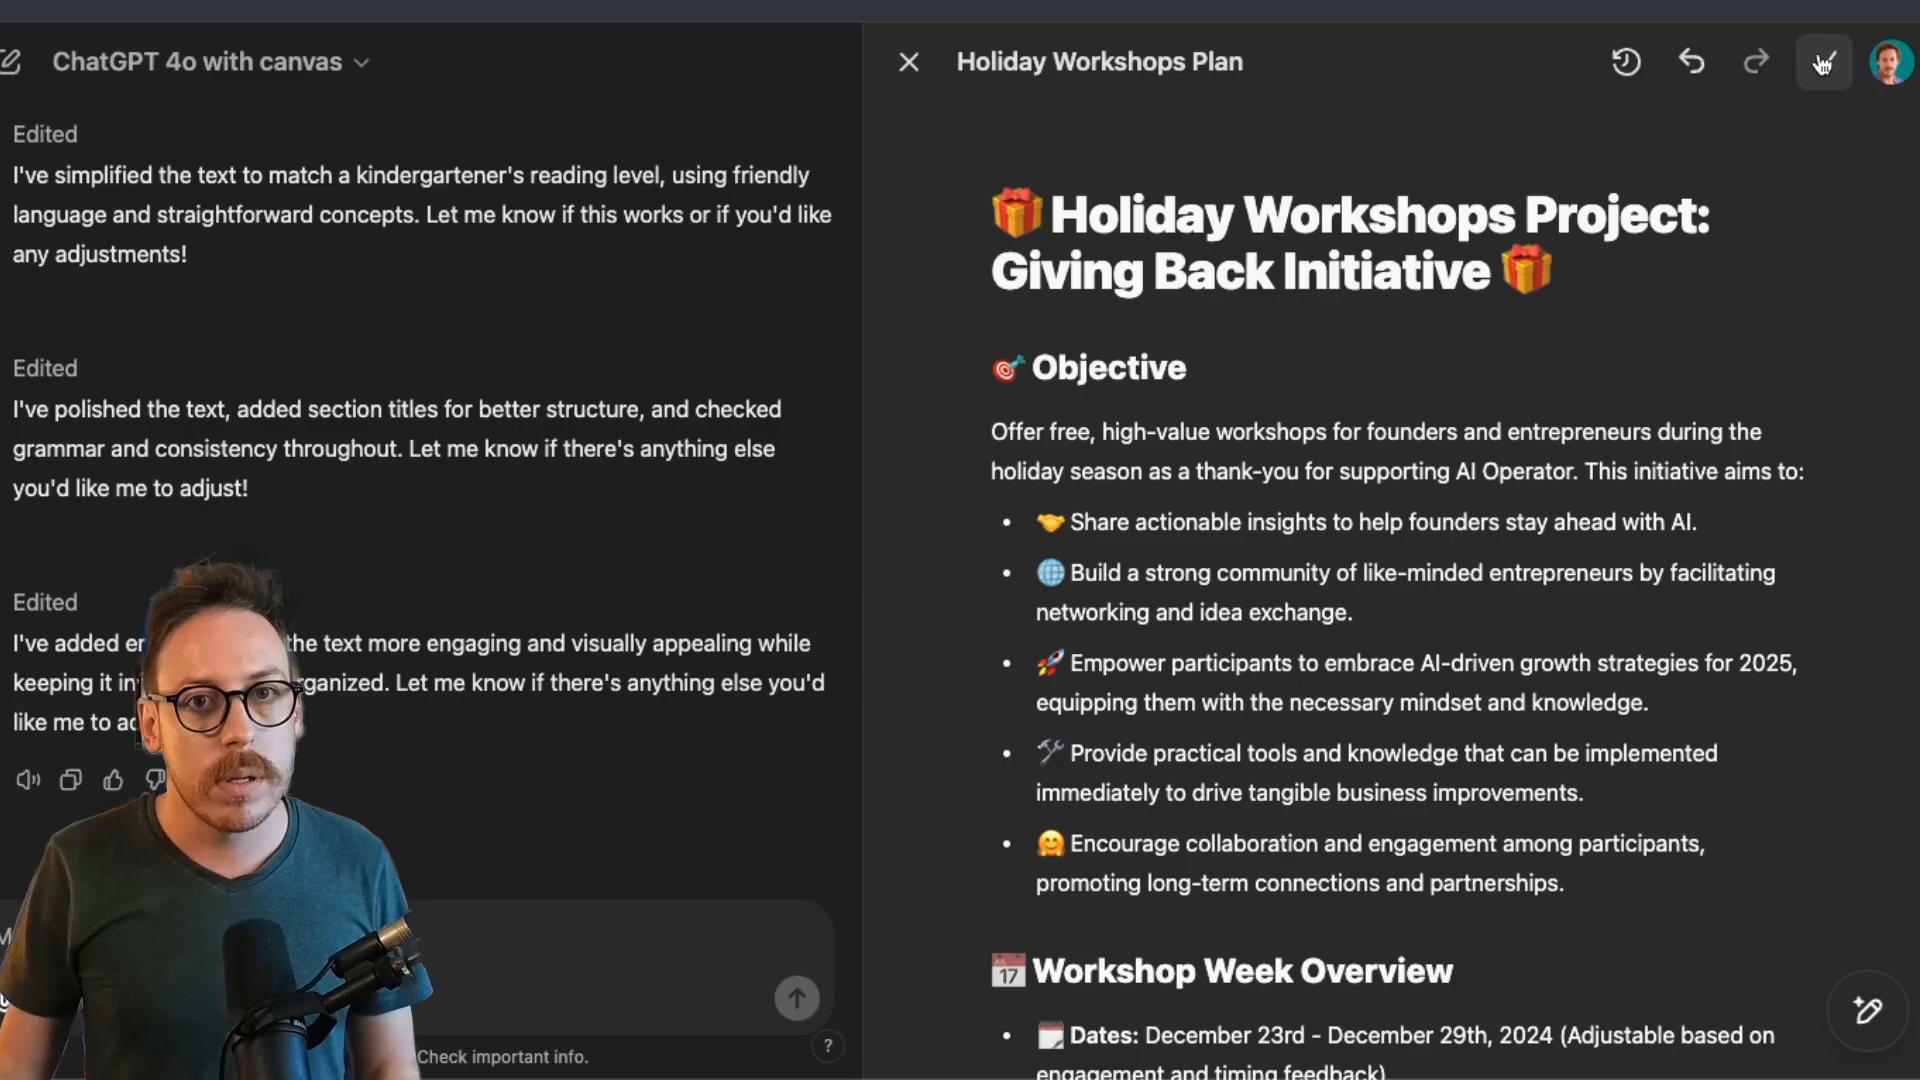 ChatGPT 4o with canvas
Edited
I've simplified the text to match a kindergartener's reading level, using friendly
language and straightforward concepts. Let me know if this works or if you'd like
any adjustments!
Edited
I've polished the text, added section titles for better structure, and checked
grammar and consistency throughout. Let me know if there's anything else
you'd like me to adjust!
Edited
I've added the text more engaging and visually appealing while
keeping it Let me know if there's anything else you'd
like me to
?
Check important info.
Holiday Workshops Plan
🎁 Holiday Workshops Project:
Giving Back Initiative 🎁
🎯 Objective
Offer free, high-value workshops for founders and entrepreneurs during the
holiday season as a thank-you for supporting AI Operator. This initiative aims to:
• 🤝 Share actionable insights to help founders stay ahead with AI.
• 🌐 Build a strong community of like-minded entrepreneurs by facilitating
networking and idea exchange.
• 🚀 Empower participants to embrace AI-driven growth strategies for 2025,
equipping them with the necessary mindset and knowledge.
• 🛠️ Provide practical tools and knowledge that can be implemented
immediately to drive tangible business improvements.
• 🤗 Encourage collaboration and engagement among participants,
promoting long-term connections and partnerships.
📅 Workshop Week Overview
• 🗓️ Dates: December 23rd - December 29th, 2024 (Adjustable based on
engagement and timing feedback).